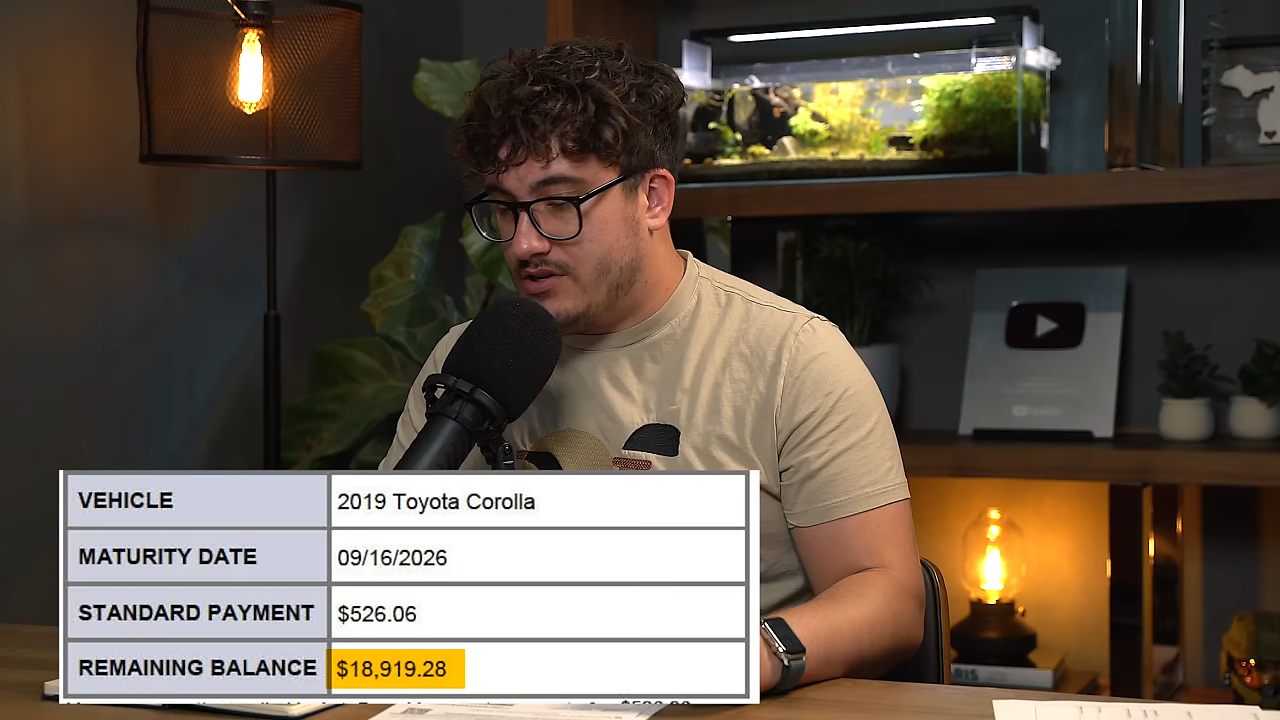 VEHICLE 2019 Toyota Corolla
MATURITY DATE 09/16/2026
STANDARD PAYMENT $526.06
REMAINING BALANCE $18,919.28